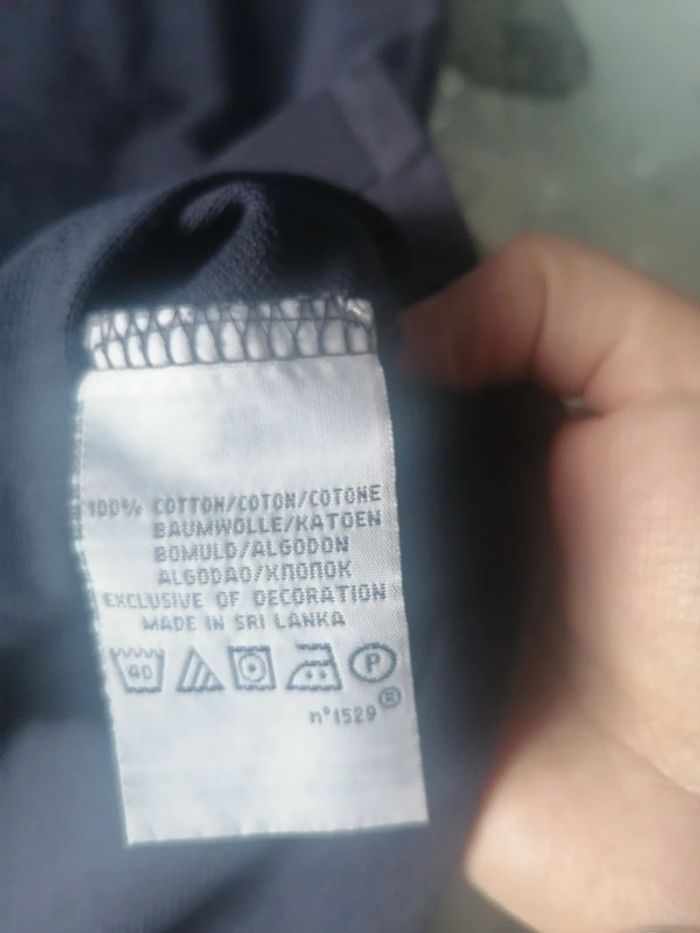 100% COTTON/COTON/COTONE
BAUMWOLLE/KATOEN
BOMULD/ALGODON
ALGODAO/ХЛОПОК
EXCLUSIVE OF DECORATION
MADE IN SRI LANKA
40 P
®
n°1529